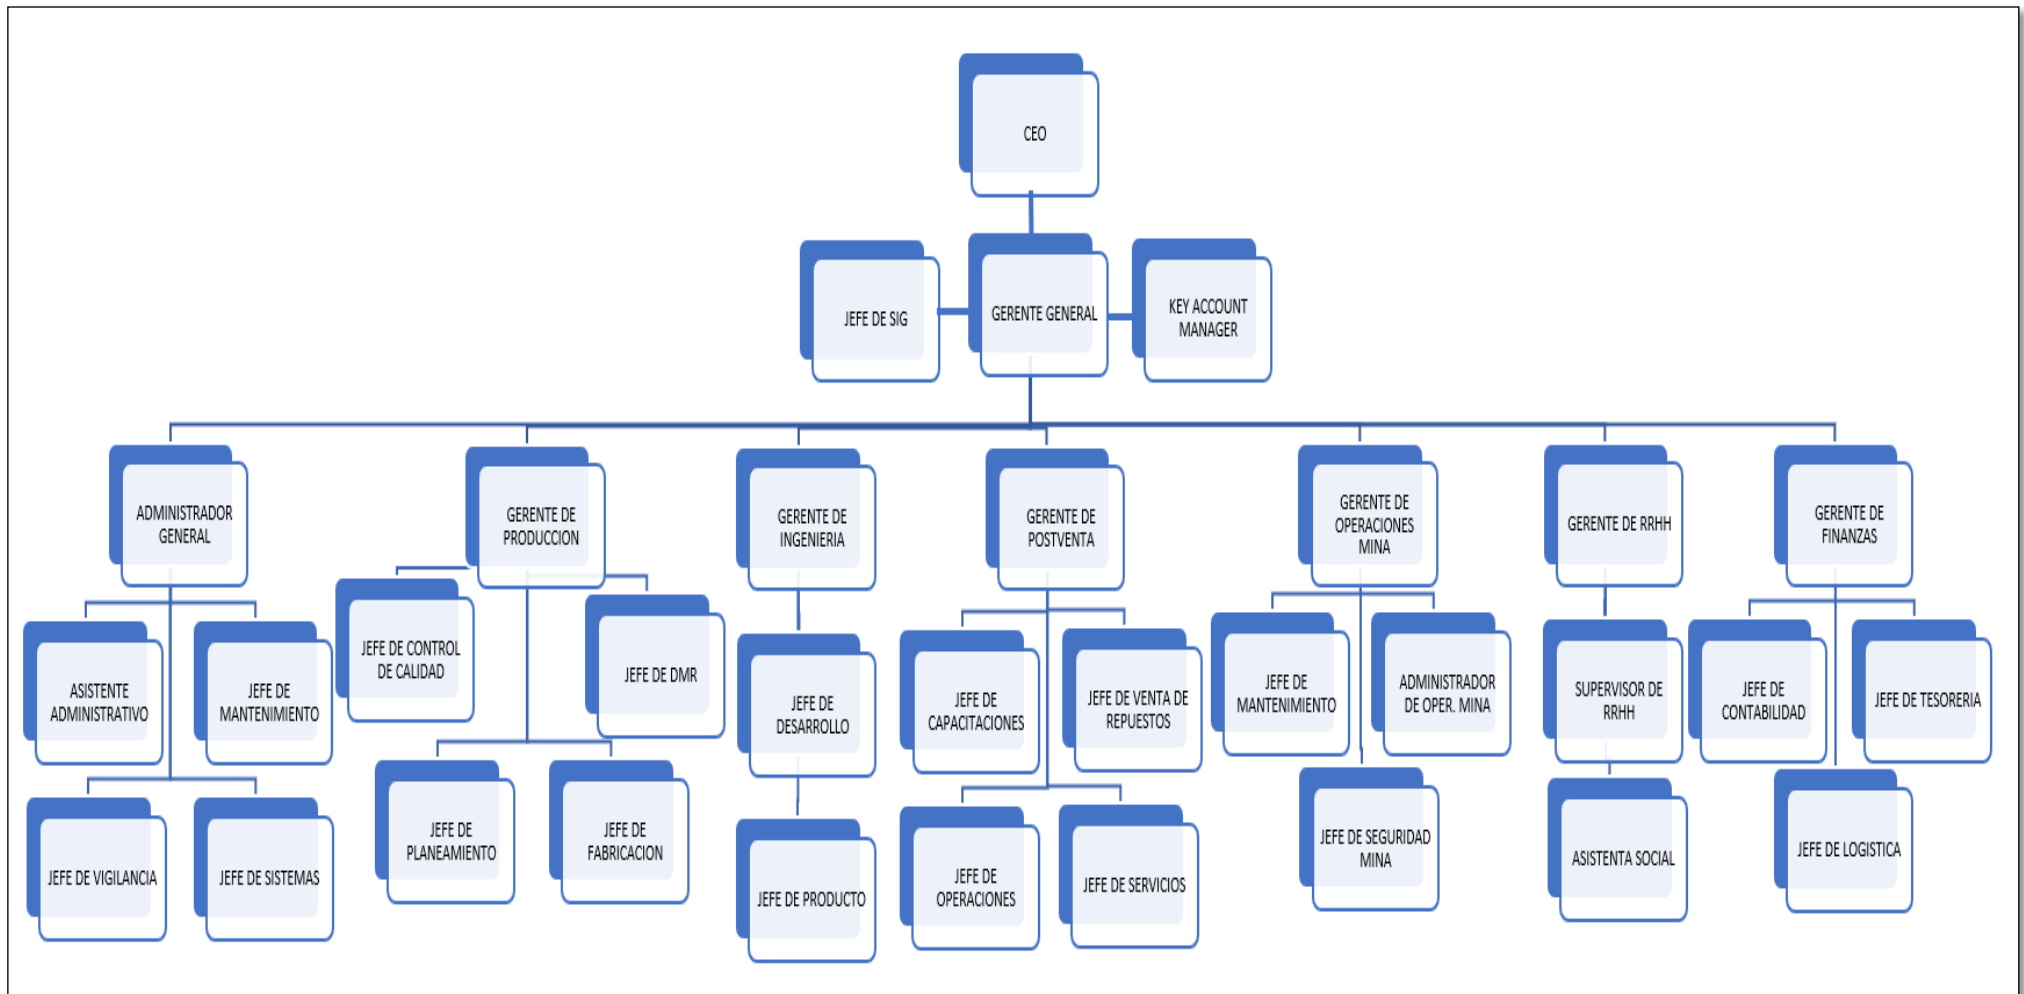 CEO
JEFE DE SIG
GERENTE GENERAL
KEY ACCOUNT
MANAGER
ADMINISTRADOR
GENERAL
GERENTE DE
PRODUCCION
GERENTE DE
INGENIERIA
GERENTE DE
POSTVENTA
GERENTE DE
OPERACIONES
MINA
GERENTE DE RRHH
GERENTE DE
FINANZAS
ASISTENTE
ADMINISTRATIVO
JEFE DE
MANTENIMIENTO
JEFE DE CONTROL
DE CALIDAD
JEFE DE DMR
JEFE DE
DESARROLLO
JEFE DE
CAPACITACIONES
JEFE DE VENTA DE
REPUESTOS
JEFE DE
MANTENIMIENTO
ADMINISTRADOR
DE OPER. MINA
SUPERVISOR DE
RRHH
JEFE DE
CONTABILIDAD
JEFE DE TESORERIA
JEFE DE VIGILANCIA
JEFE DE SISTEMAS
JEFE DE
PLANEAMIENTO
JEFE DE
FABRICACION
JEFE DE PRODUCTO
JEFE DE
OPERACIONES
JEFE DE SERVICIOS
JEFE DE SEGURIDAD
MINA
ASISTENTA SOCIAL
JEFE DE LOGISTICA